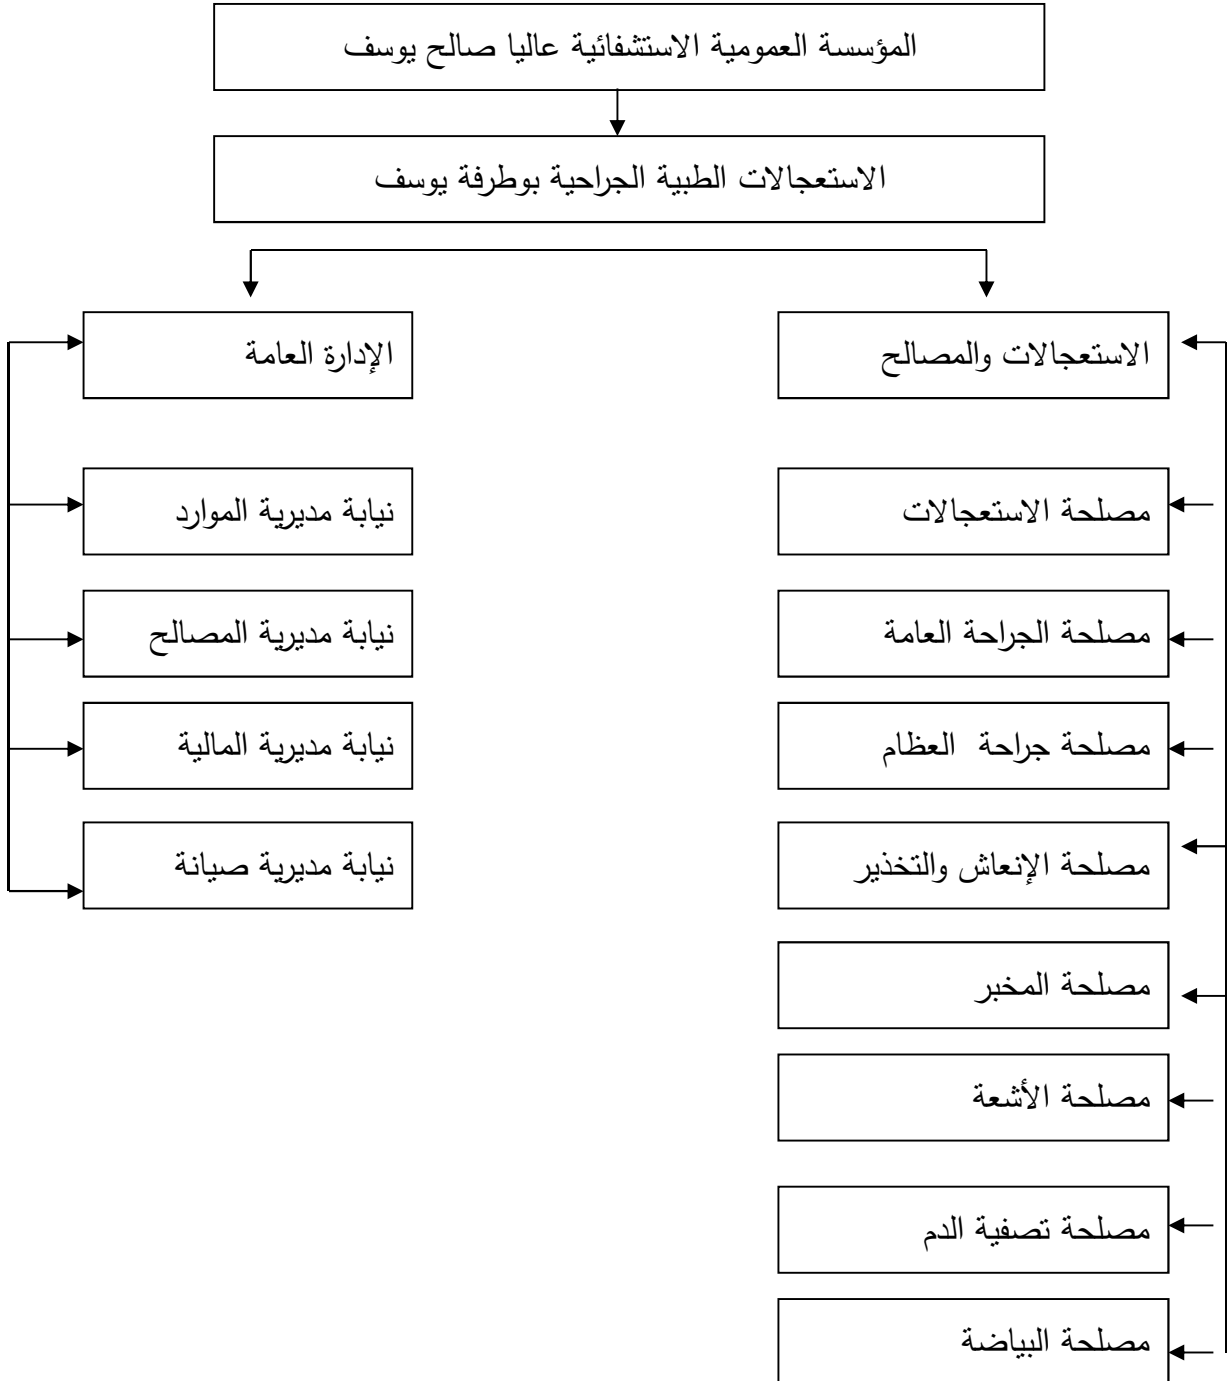 المؤسسة العمومية الاستشفائية عاليا صالح يوسف
الاستعجالات الطبية الجراحية بوطرفة يوسف
الاستعجالات والمصالح
الإدارة العامة
مصلحة الاستعجالات
نيابة مديرية الموارد
مصلحة الجراحة العامة
نيابة مديرية المصالح
مصلحة جراحة العظام
نيابة مديرية المالية
مصلحة الإنعاش والتخذير
نيابة مديرية صيانة
مصلحة المخبر
مصلحة الأشعة
مصلحة تصفية الدم
مصلحة البياضة